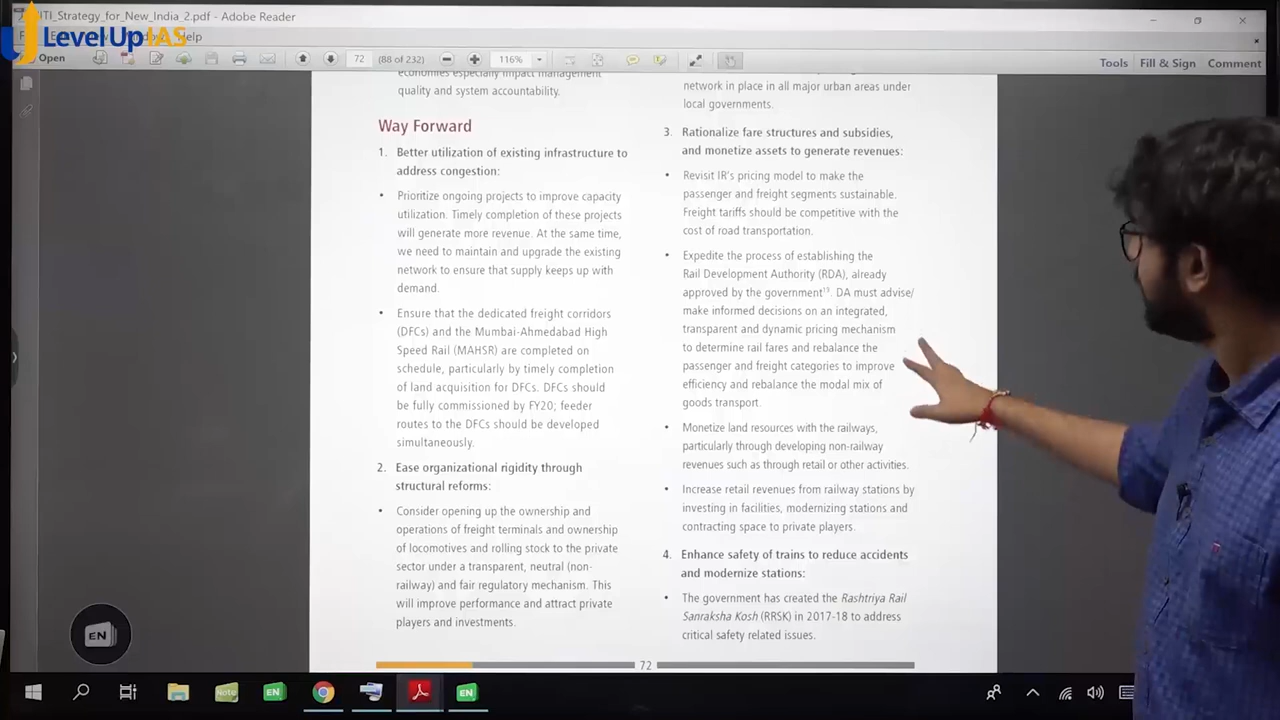 ITI_Strategy_for_New_India_2.pdf - Adobe Reader
LevelUp IAS
Help
Open
72
(88 of 232)
116%
Tools
Fill & Sign
Comment
economies especially impact management
quality and system accountability.
Way Forward
1. Better utilization of existing infrastructure to
address congestion:
• Prioritize ongoing projects to improve capacity
utilization. Timely completion of these projects
will generate more revenue. At the same time,
we need to maintain and upgrade the existing
network to ensure that supply keeps up with
demand.
• Ensure that the dedicated freight corridors
(DFCs) and the Mumbai-Ahmedabad High
Speed Rail (MAHSR) are completed on
schedule, particularly by timely completion
of land acquisition for DFCs. DFCs should
be fully commissioned by FY20; feeder
routes to the DFCs should be developed
simultaneously.
2. Ease organizational rigidity through
structural reforms:
• Consider opening up the ownership and
operations of freight terminals and ownership
of locomotives and rolling stock to the private
sector under a transparent, neutral (non-
railway) and fair regulatory mechanism. This
will improve performance and attract private
players and investments.
network in place in all major urban areas under
local governments.
3. Rationalize fare structures and subsidies,
and monetize assets to generate revenues:
• Revisit IR's pricing model to make the
passenger and freight segments sustainable.
Freight tariffs should be competitive with the
cost of road transportation.
• Expedite the process of establishing the
Rail Development Authority (RDA), already
approved by the government. DA must advise/
make informed decisions on an integrated,
transparent and dynamic pricing mechanism
to determine rail fares and rebalance the
passenger and freight categories to improve
efficiency and rebalance the modal mix of
goods transport.
• Monetize land resources with the railways,
particularly through developing non-railway
revenues such as through retail or other activities.
• Increase retail revenues from railway stations by
investing in facilities, modernizing stations and
contracting space to private players.
4. Enhance safety of trains to reduce accidents
and modernize stations:
• The government has created the Rashtriya Rail
Sanraksha Kosh (RRSK) in 2017-18 to address
critical safety related issues.
72
EN
Note
EN
EN